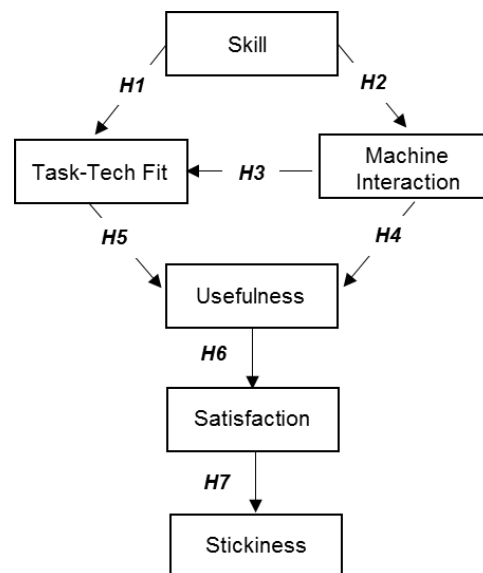 Skill
H1
H2
Task-Tech Fit
H3
Machine
Interaction
H5
H4
Usefulness
H6
Satisfaction
H7
Stickiness